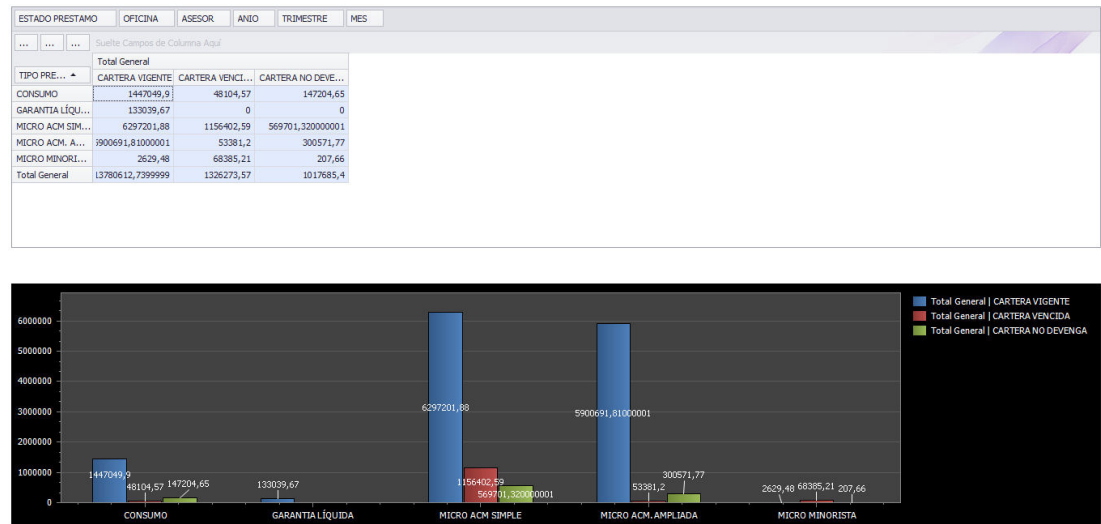 ESTADO PRESTAMO OFICINA ASESOR ANIO TRIMESTRE MES
... ... ... Suelte Campos de Columna Aquí
Total General
TIPO PRE... CARTERA VIGENTE CARTERA VENCI... CARTERA NO DEVE...
CONSUMO 1447049,9 48104,57 147204,65
GARANTIA LÍQU... 133039,67 0 0
MICRO ACM SIM... 6297201,88 1156402,59 569701,320000001
MICRO ACM. A... 5900691,81000001 53381,2 300571,77
MICRO MINORI... 2629,48 68385,21 207,66
Total General 13780612,7399999 1326273,57 1017685,4
Total General | CARTERA VIGENTE
Total General | CARTERA VENCIDA
Total General | CARTERA NO DEVENGA
6000000
5000000
4000000
3000000
2000000
1000000
0
1447049,9 48104,57 147204,65
133039,67
6297201,88 1156402,59 569701,320000001
5900691,81000001 53381,2 300571,77
2629,48 68385,21 207,66
CONSUMO GARANTIA LÍQUIDA MICRO ACM SIMPLE MICRO ACM. AMPLIADA MICRO MINORISTA